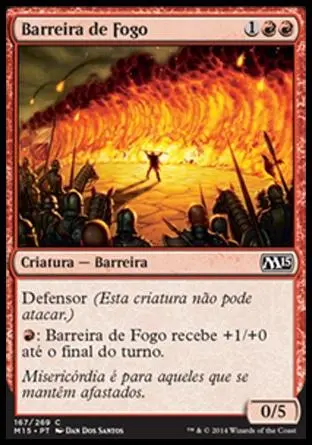 Barreira de Fogo 1
Criatura — Barreira M15
Defensor (Esta criatura não pode
atacar.)
: Barreira de Fogo recebe +1/+0
até o final do turno.
Misericórdia é para aqueles que se
mantêm afastados.
167/269 C
M15 • PT DAN DOS SANTOS
™ & © 2014 Wizards of the Coast
0/5